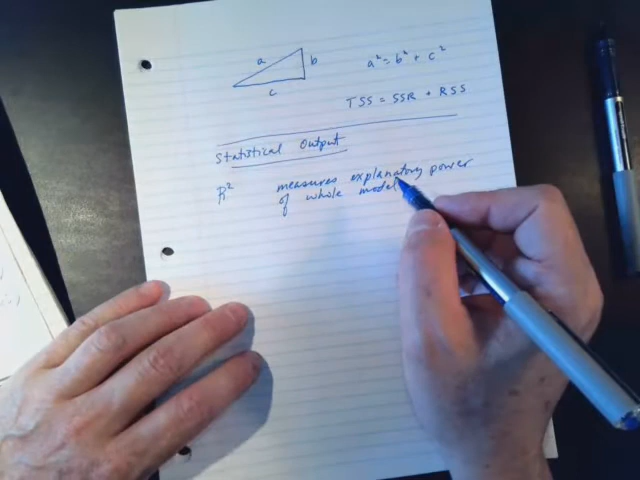 a
b
c
a² = b² + c²
TSS = SSR + RSS
Statistical Output
R² measures explanatory power
of whole model